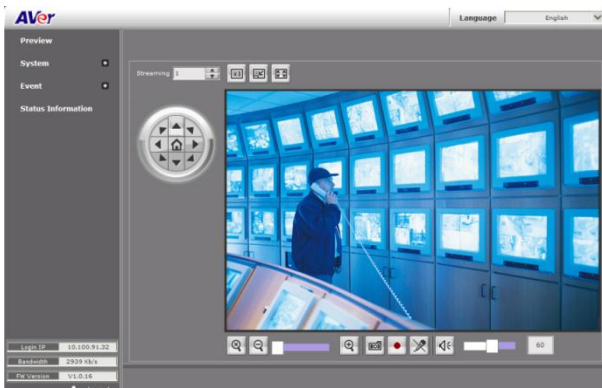 AVer
Language English
Preview
System
Event
Status Information
Streaming 1
x1
60
Login IP 10.100.91.32
Bandwidth 2939 Kb/s
FW Version V1.0.16